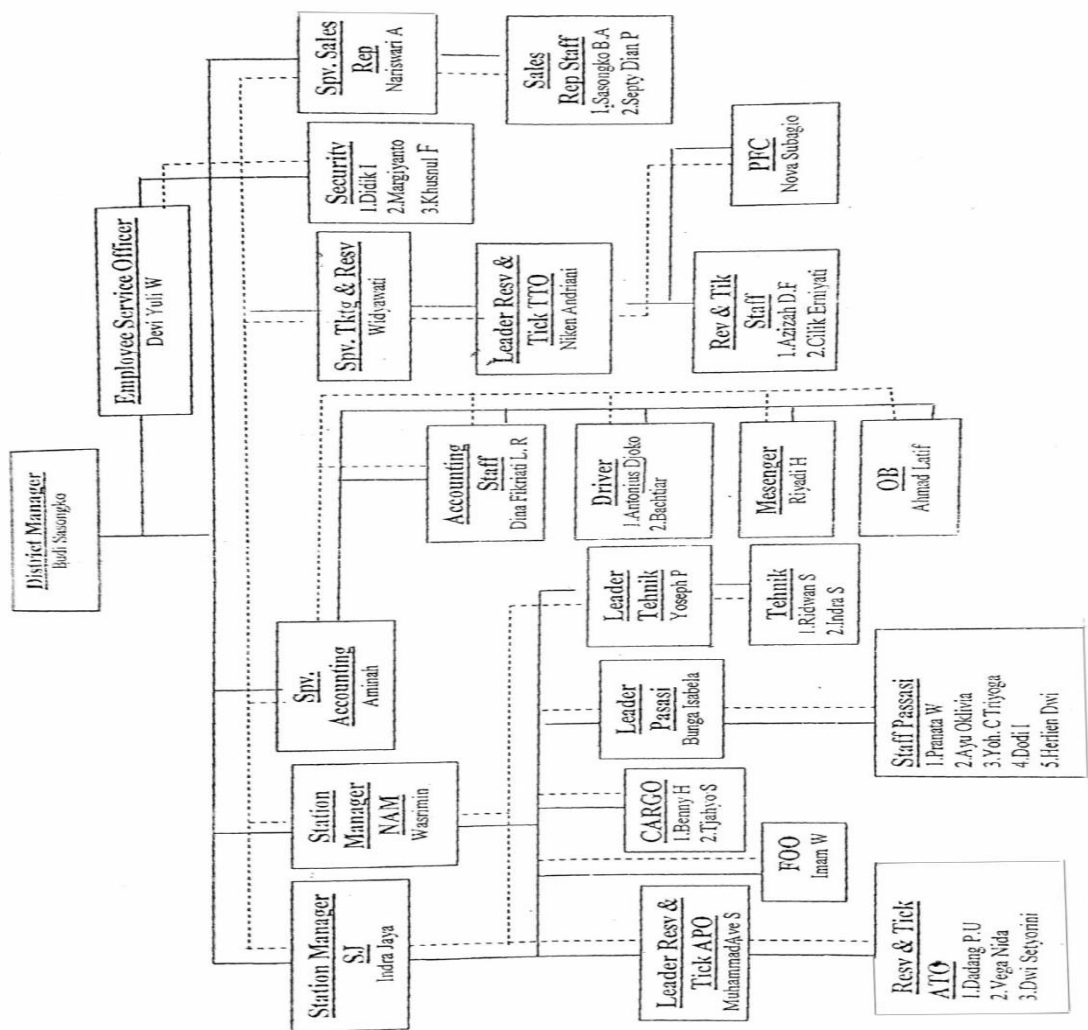 District Manager
Budi Sasongko
Employee Service Officer
Devi Yuli W
Station Manager
SJ
Indra Jaya
Station
Manager
NAM
Wasrimin
Spv.
Accounting
Aminah
Spv. Tktg & Resv
Widyawati
Security
1.Didik I
2.Margiyanto
3.Khusnul F
Spv. Sales
Rep
Nariswari A
Leader Resv &
Tick APO
Muhammad Ave S
CARGO
1.Benny H
2.Tjahyo S
Leader
Pasasi
Bunga Isabela
Leader
Tehnik
Yoseph P
Accounting
Staff
Dina Fikriati L. R
Leader Resv &
Tick TTO
Niken Andriani
Sales
Rep Staff
1.Sasongko B.A
2.Septy Dian P
Driver
1.Antonius Djoko
2.Bachtiar
FOO
Imam W
Tehnik
1.Ridwan S
2.Indra S
Mesenger
Riyadi H
Rev & Tik
Staff
1.Azizah D.F
2.Cilik Erniyati
PFC
Nova Subagio
Resv & Tick
ATO
1.Dadang P.U
2.Vega Nida
3.Dwi Setyorini
Staff Passasi
1.Pranata W
2.Ayu Oklivia
3.Yoh. C Triyoga
4.Dodi I
5.Herlien Dwi
OB
Ahmad Latif